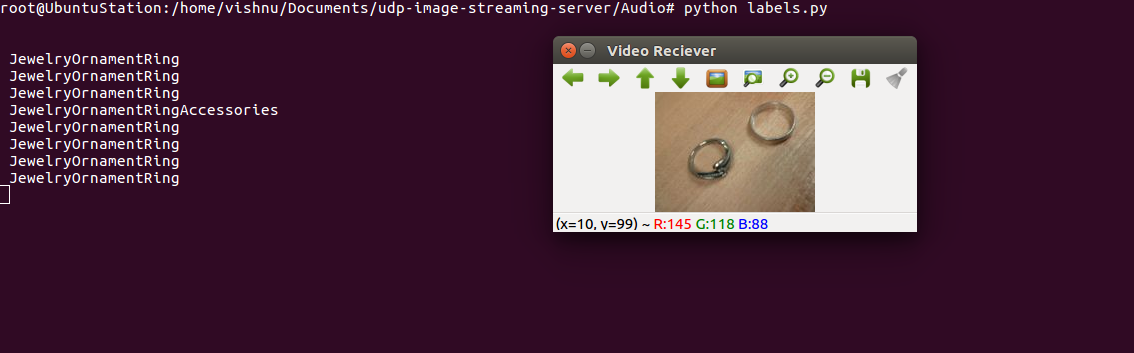 root@UbuntuStation:/home/vishnu/Documents/udp-image-streaming-server/Audio# python labels.py
JewelryOrnamentRing
JewelryOrnamentRing
JewelryOrnamentRing
JewelryOrnamentRingAccessories
JewelryOrnamentRing
JewelryOrnamentRing
JewelryOrnamentRing
JewelryOrnamentRing
Video Reciever
(x=10, y=99) ~ R:145 G:118 B:88